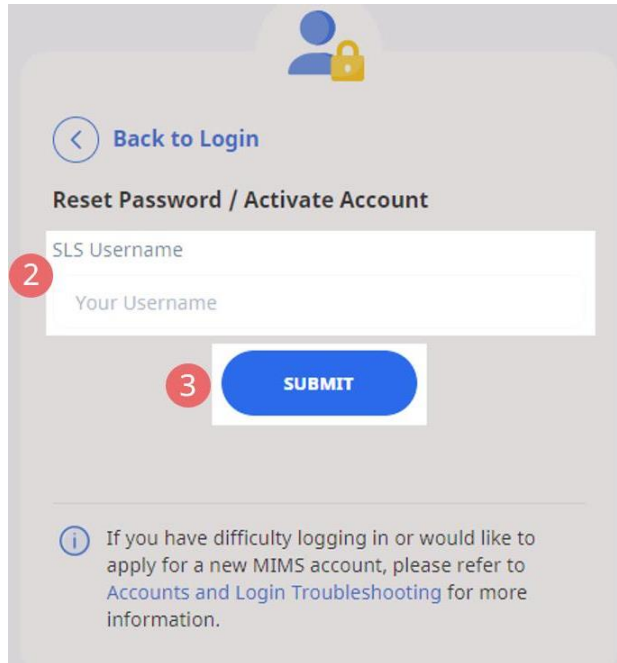 Back to Login
Reset Password / Activate Account
SLS Username
2
Your Username
3
SUBMIT
If you have difficulty logging in or would like to
apply for a new MIMS account, please refer to
Accounts and Login Troubleshooting for more
information.